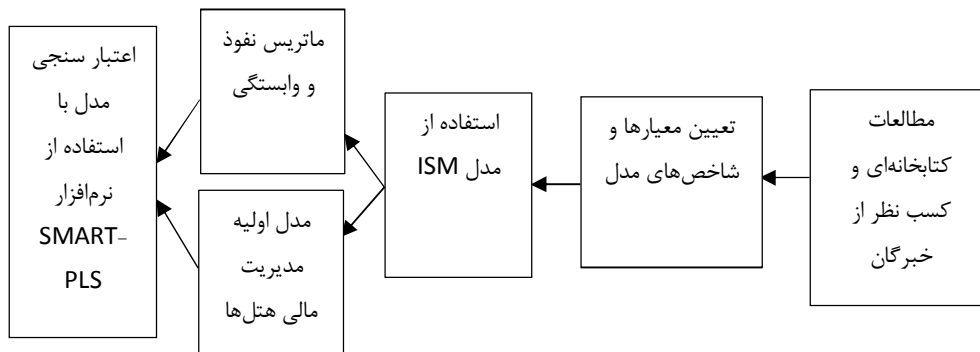 مطالعات
کتابخانه‌ای و
کسب نظر از
خبرگان
تعیین معیارها و
شاخص‌های مدل
استفاده از
مدل ISM
ماتریس نفوذ
و وابستگی
مدل اولیه
مدیریت
مالی هتل‌ها
اعتبار سنجی
مدل با
استفاده از
نرم‌افزار
SMART-
PLS